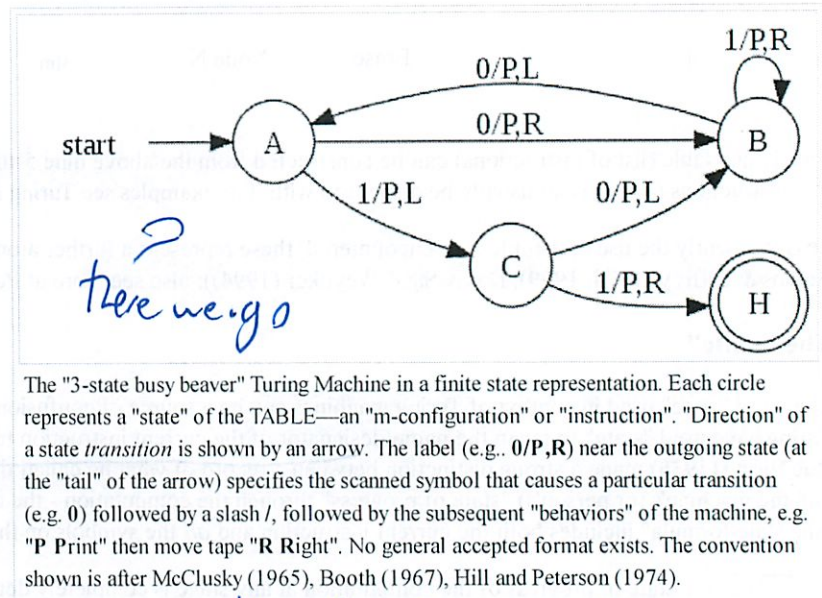 1/P,R
0/P,L
start
A
0/P,R
B
1/P,L
0/P,L
C
1/P,R
H
?
here we go
The "3-state busy beaver" Turing Machine in a finite state representation. Each circle
represents a "state" of the TABLE—an "m-configuration" or "instruction". "Direction" of
a state transition is shown by an arrow. The label (e.g.. 0/P,R) near the outgoing state (at
the "tail" of the arrow) specifies the scanned symbol that causes a particular transition
(e.g. 0) followed by a slash /, followed by the subsequent "behaviors" of the machine, e.g.
"P Print" then move tape "R Right". No general accepted format exists. The convention
shown is after McClusky (1965), Booth (1967), Hill and Peterson (1974).